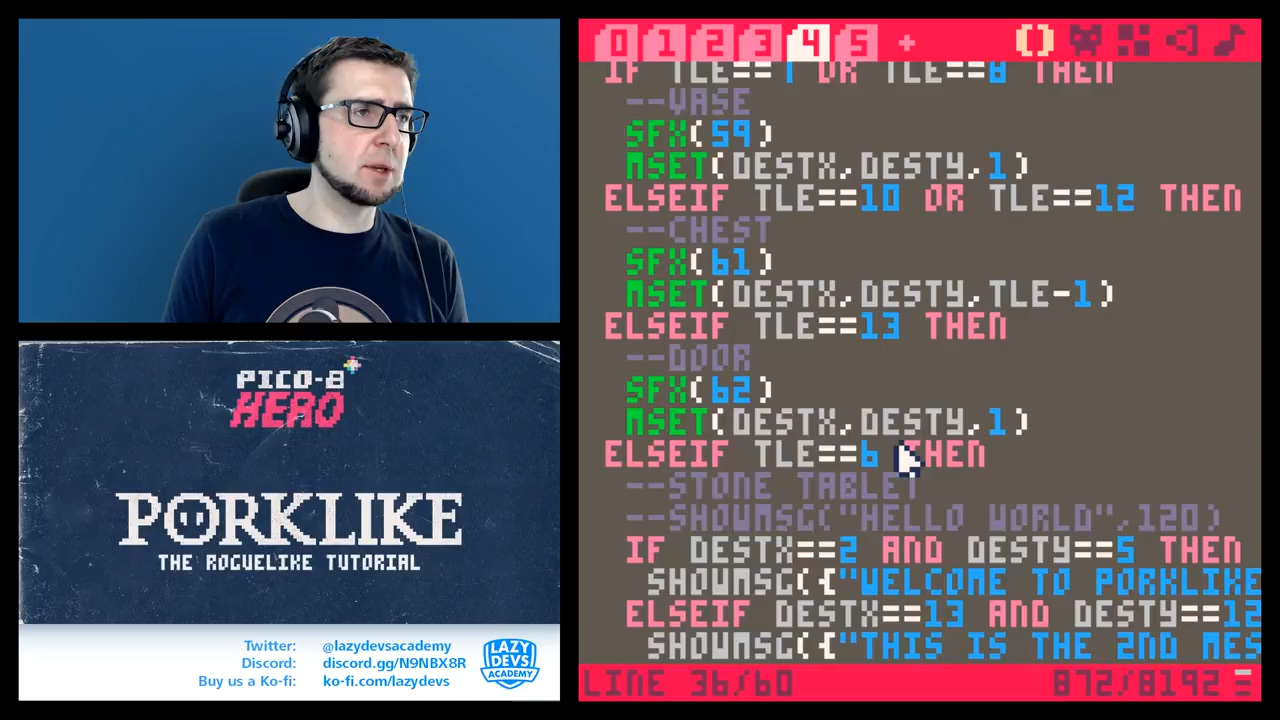 0 1 2 3 4 5 +
IF TLE==7 OR TLE==8 THEN
--VASE
SFX(59)
MSET(DESTX,DESTY,1)
ELSEIF TLE==10 OR TLE==12 THEN
--CHEST
SFX(61)
MSET(DESTX,DESTY,TLE-1)
ELSEIF TLE==13 THEN
--DOOR
SFX(62)
MSET(DESTX,DESTY,1)
ELSEIF TLE==6 THEN
--STONE TABLET
--SHOWMSG("HELLO WORLD",120)
IF DESTX==2 AND DESTY==5 THEN
SHOWMSG({"WELCOME TO PORKLIKE
ELSEIF DESTX==13 AND DESTY==12
SHOWMSG({"THIS IS THE 2ND MES
LINE 36/60
872/8192
PICO-8
HERO
PORKLIKE
THE ROGUELIKE TUTORIAL
Twitter: @lazydevsacademy
Discord: discord.gg/N9NBX8R
Buy us a Ko-fi: ko-fi.com/lazydevs
LAZY
DEVS
ACADEMY